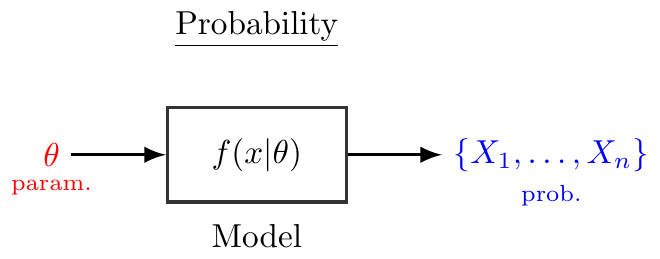 Probability
θ f(x|θ) {X₁, …, Xₙ}
param. prob.
Model